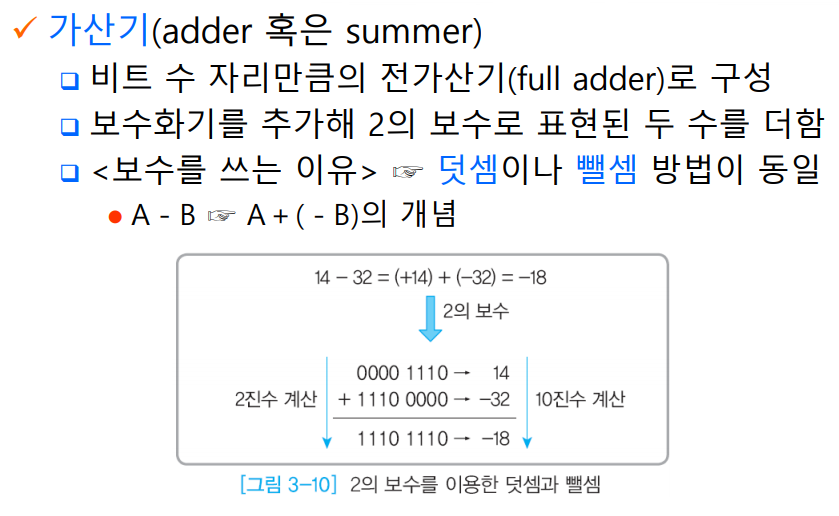 ✓ 가산기(adder 혹은 summer)
❑ 비트 수 자리만큼의 전가산기(full adder)로 구성
❑ 보수화기를 추가해 2의 보수로 표현된 두 수를 더함
❑ <보수를 쓰는 이유> ☞ 덧셈이나 뺄셈 방법이 동일
● A - B ☞ A + ( - B)의 개념
14 − 32 = (+14) + (−32) = −18
2의 보수
0000 1110 → 14
2진수 계산 + 1110 0000 → −32 10진수 계산
1110 1110 → −18
[그림 3-10] 2의 보수를 이용한 덧셈과 뺄셈